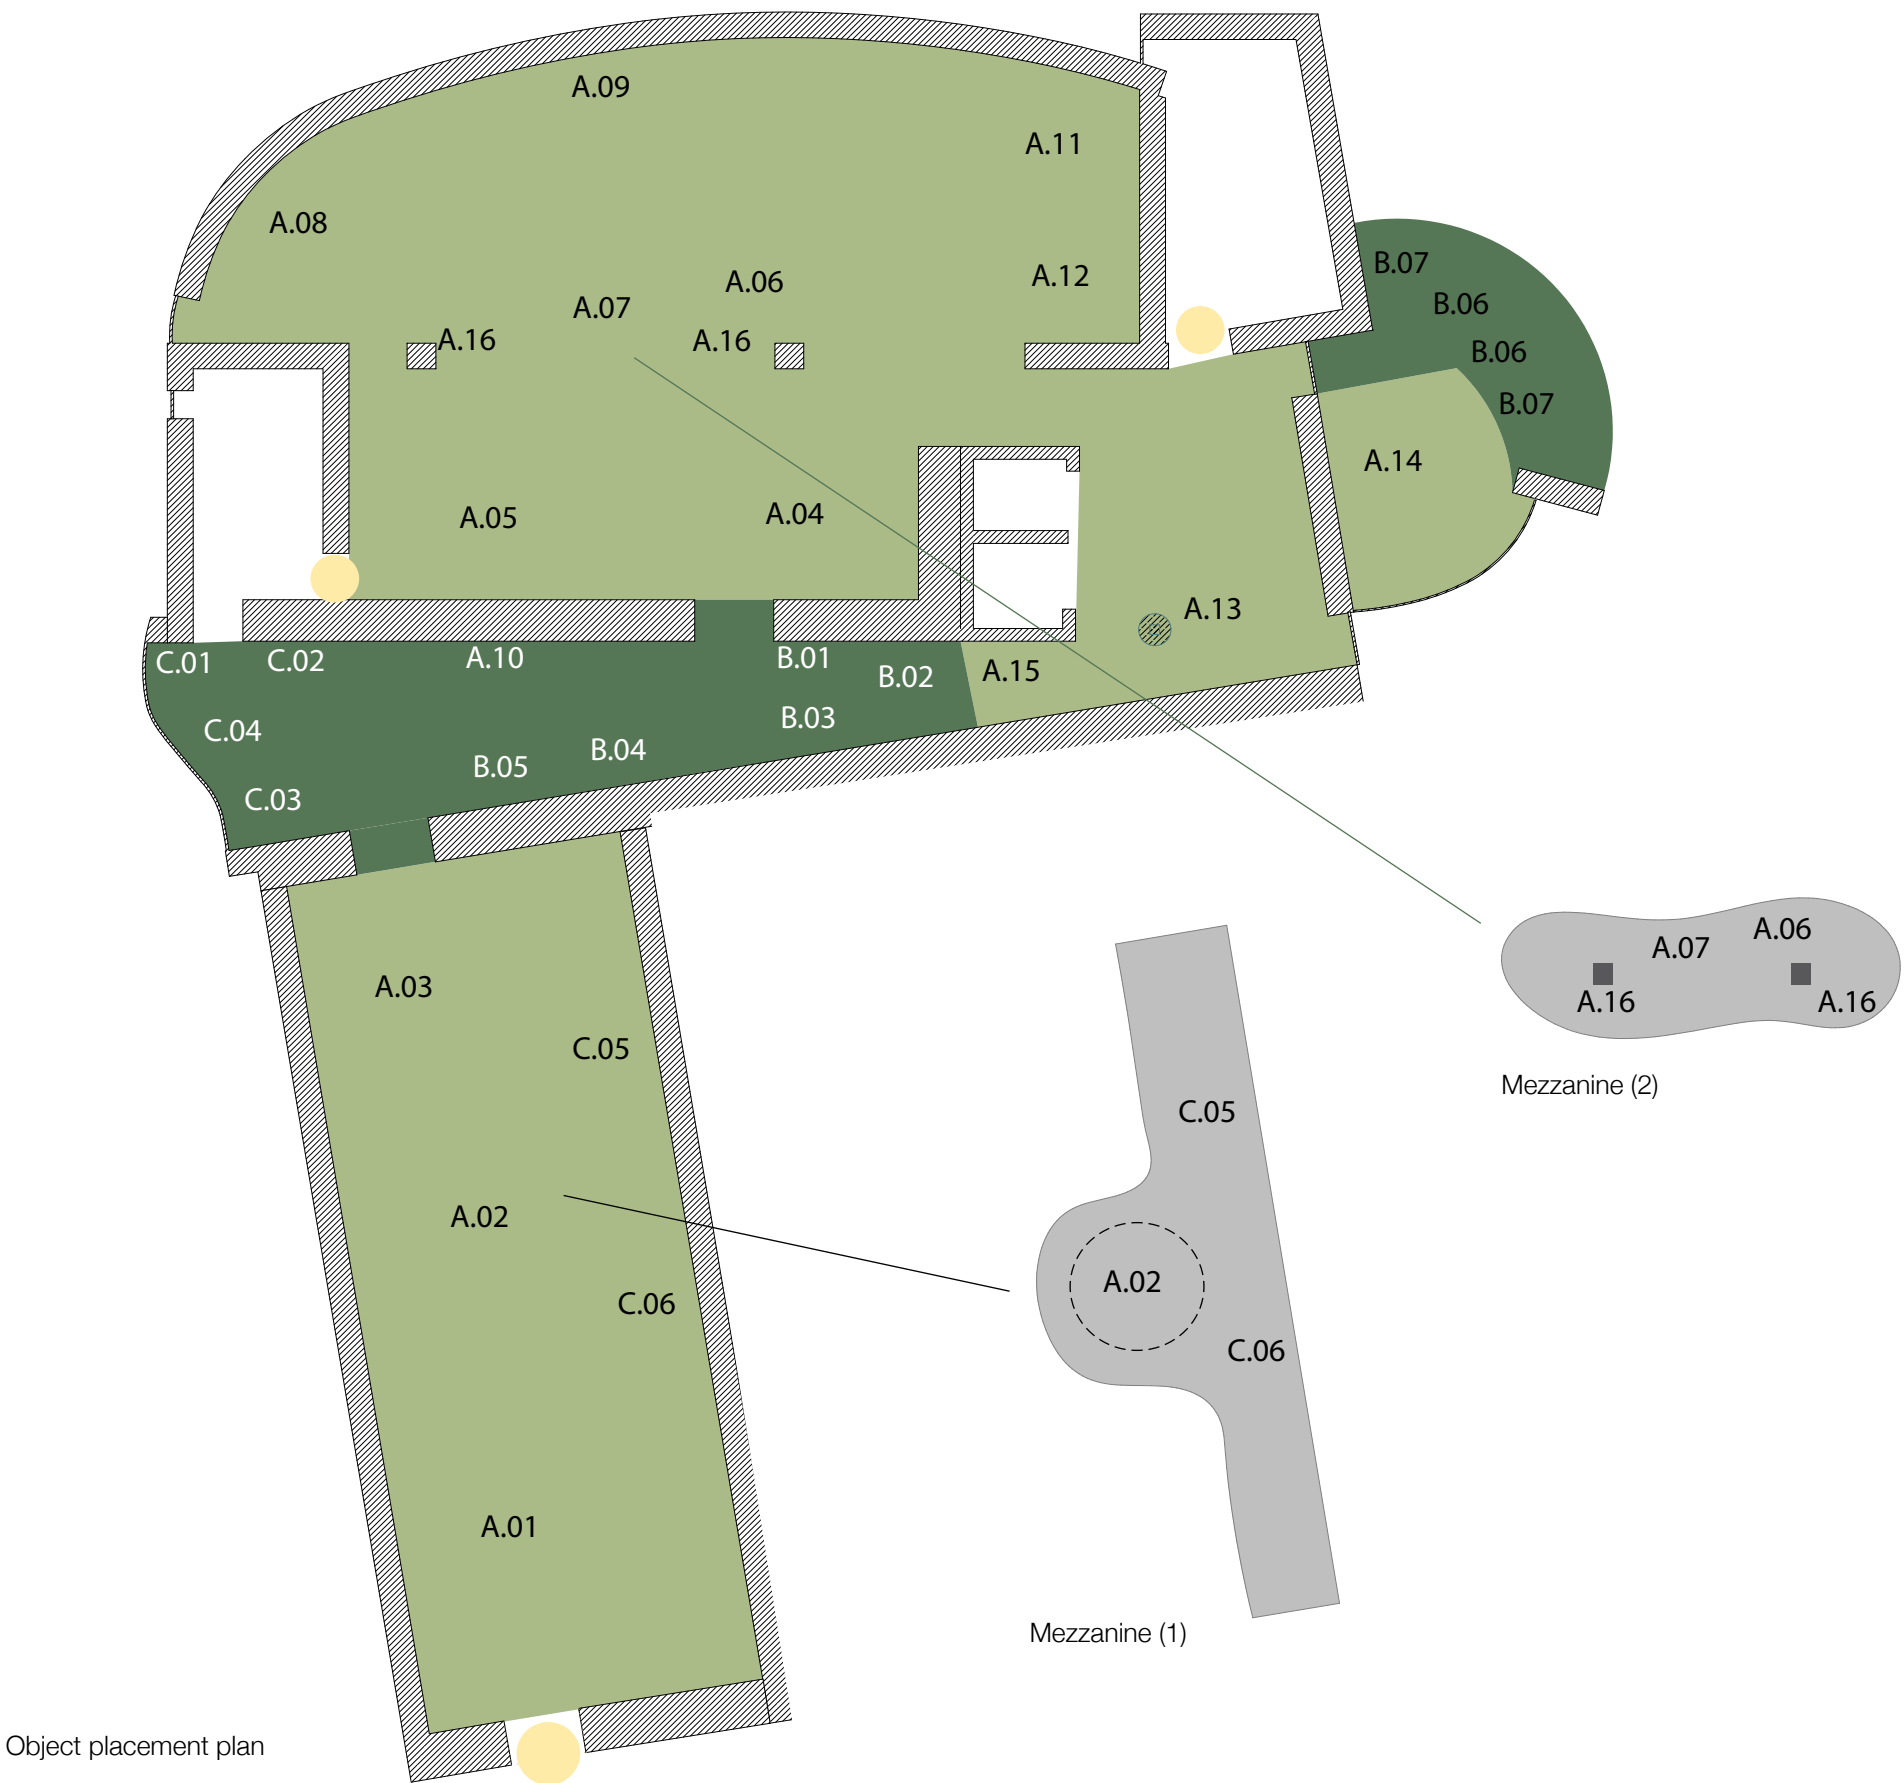 A.09
A.11
A.08
A.06
A.12
B.07
A.07
B.06
A.16
A.16
B.06
B.07
A.14
A.05
A.04
A.13
C.01
C.02
A.10
B.01
B.02
A.15
C.04
B.03
B.05
B.04
C.03
A.03
C.05
A.02
C.06
A.01
A.06
A.07
A.16
A.16
Mezzanine (2)
C.05
A.02
C.06
Mezzanine (1)
Object placement plan